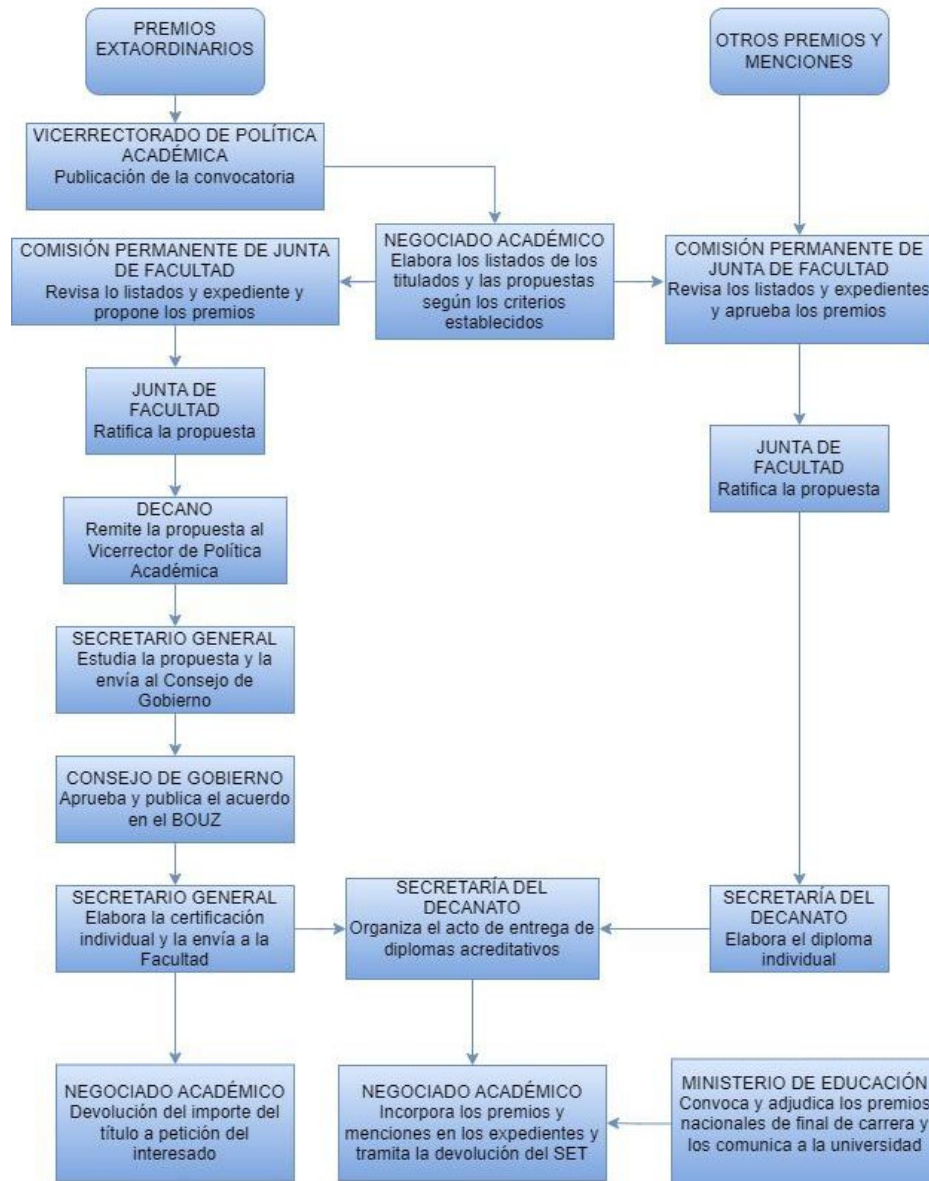 PREMIOS
EXTAORDINARIOS
OTROS PREMIOS Y
MENCIONES
VICERRECTORADO DE POLÍTICA
ACADÉMICA
Publicación de la convocatoria
COMISIÓN PERMANENTE DE JUNTA
DE FACULTAD
Revisa lo listados y expediente y
propone los premios
NEGOCIADO ACADÉMICO
Elabora los listados de los
titulados y las propuestas
según los criterios
establecidos
COMISIÓN PERMANENTE DE
JUNTA DE FACULTAD
Revisa los listados y expedientes
y aprueba los premios
JUNTA DE
FACULTAD
Ratifica la propuesta
JUNTA DE
FACULTAD
Ratifica la propuesta
DECANO
Remite la propuesta al
Vicerrector de Política
Académica
SECRETARIO GENERAL
Estudia la propuesta y la
envía al Consejo de
Gobierno
CONSEJO DE GOBIERNO
Aprueba y publica el acuerdo
en el BOUZ
SECRETARIO GENERAL
Elabora la certificación
individual y la envía a la
Facultad
SECRETARÍA DEL
DECANATO
Organiza el acto de entrega de
diplomas acreditativos
SECRETARÍA DEL
DECANATO
Elabora el diploma
individual
NEGOCIADO ACADÉMICO
Devolución del importe del
título a petición del
interesado
NEGOCIADO ACADÉMICO
Incorpora los premios y
menciones en los expedientes y
tramita la devolución del SET
MINISTERIO DE EDUCACIÓN
Convoca y adjudica los premios
nacionales de final de carrera y
los comunica a la universidad